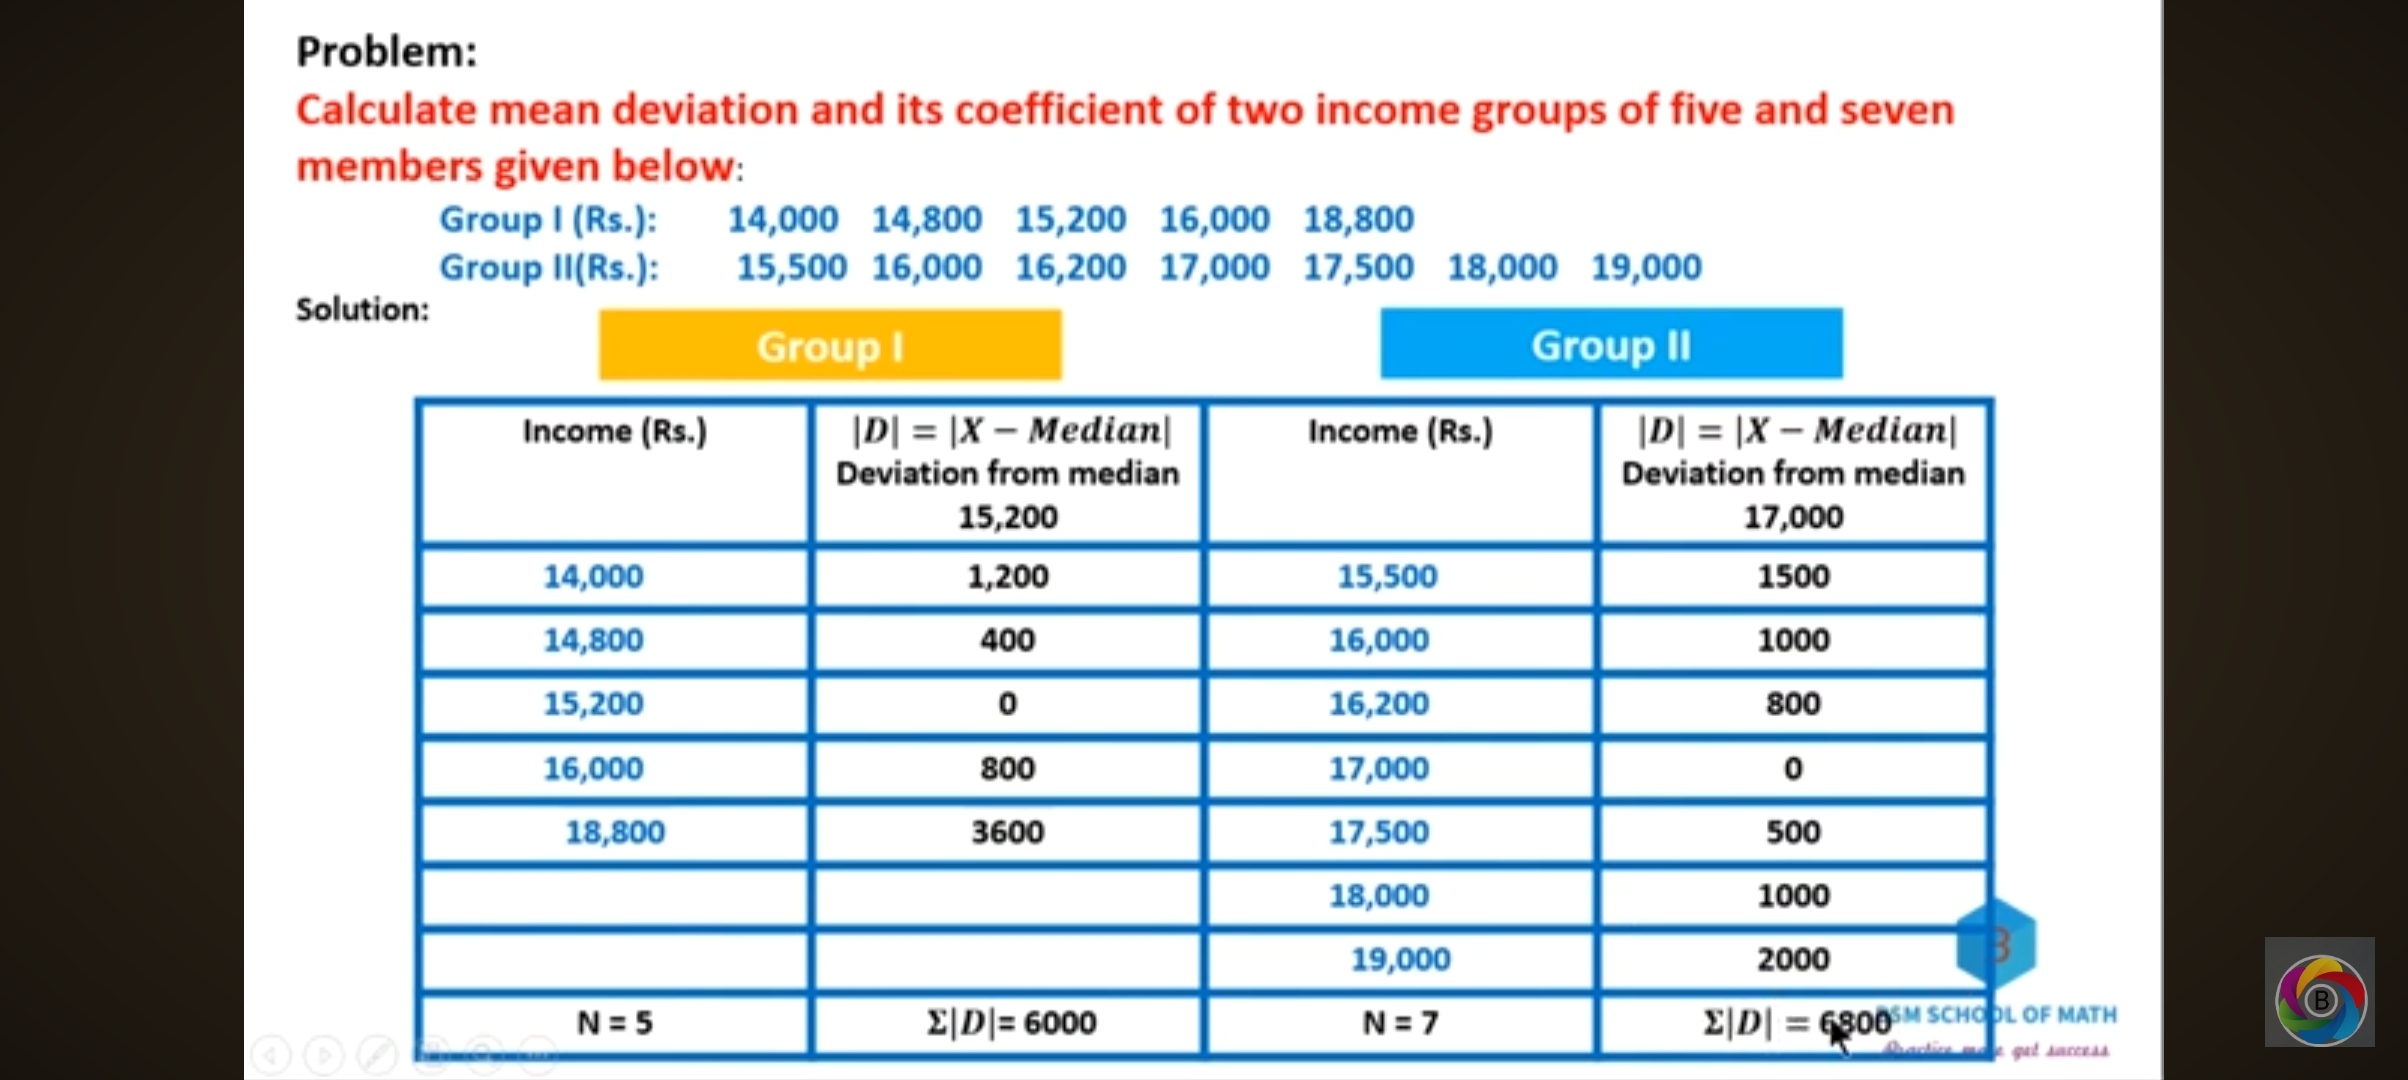 Problem:
Calculate mean deviation and its coefficient of two income groups of five and seven
members given below:
Group I (Rs.): 14,000 14,800 15,200 16,000 18,800
Group II(Rs.): 15,500 16,000 16,200 17,000 17,500 18,000 19,000
Solution:
Group I Group II
Income (Rs.) |D| = |X − Median| Income (Rs.) |D| = |X − Median|
Deviation from median Deviation from median
15,200 17,000
14,000 1,200 15,500 1500
14,800 400 16,000 1000
15,200 0 16,200 800
16,000 800 17,000 0
18,800 3600 17,500 500
18,000 1000
19,000 2000
N = 5 Σ|D|= 6000 N = 7 Σ|D| = 6800
SM SCHOOL OF MATH
Practice more get success
B